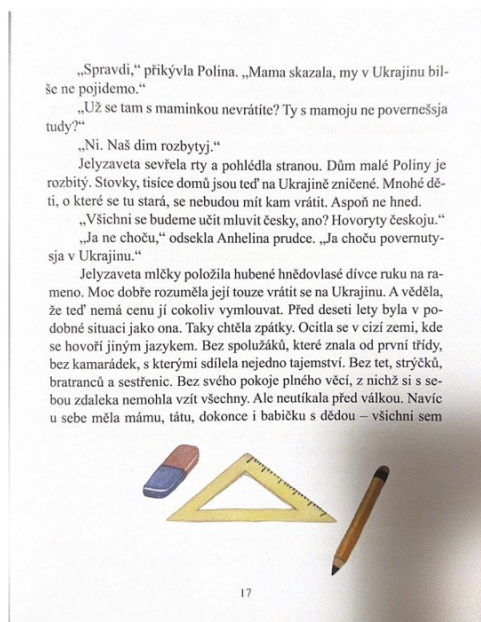 „Spravdi,“ přikývla Polina. „Mama skazala, my v Ukrajinu bil-
še ne pojidemo.“
„Už se tam s maminkou nevrátíte? Ty s mamoju ne povernešsja
tudy?“
„Ni. Naš dim rozbytyj.“
Jelyzaveta sevřela rty a pohlédla stranou. Dům malé Poliny je
rozbitý. Stovky, tisíce domů jsou teď na Ukrajině zničené. Mnohé dě-
ti, o které se tu stará, se nebudou mít kam vrátit. Aspoň ne hned.
„Všichni se budeme učit mluvit česky, ano? Hovoryty českoju.“
„Ja ne choču,“ odsekla Anhelina prudce. „Ja choču povernuty-
sja v Ukrajinu.“
Jelyzaveta mlčky položila hubené hnědovlasé dívce ruku na ra-
meno. Moc dobře rozuměla její touze vrátit se na Ukrajinu. A věděla,
že teď nemá cenu jí cokoliv vymlouvat. Před deseti lety byla v po-
dobné situaci jako ona. Taky chtěla zpátky. Ocitla se v cizí zemi, kde
se hovoří jiným jazykem. Bez spolužáků, které znala od první třídy,
bez kamarádek, s kterými sdílela nejedno tajemství. Bez tet, strýčků,
bratranců a sestřenic. Bez svého pokoje plného věcí, z nichž si s se-
bou zdaleka nemohla vzít všechny. Ale neutíkala před válkou. Navíc
u sebe měla mámu, tátu, dokonce i babičku s dědou – všichni sem
17